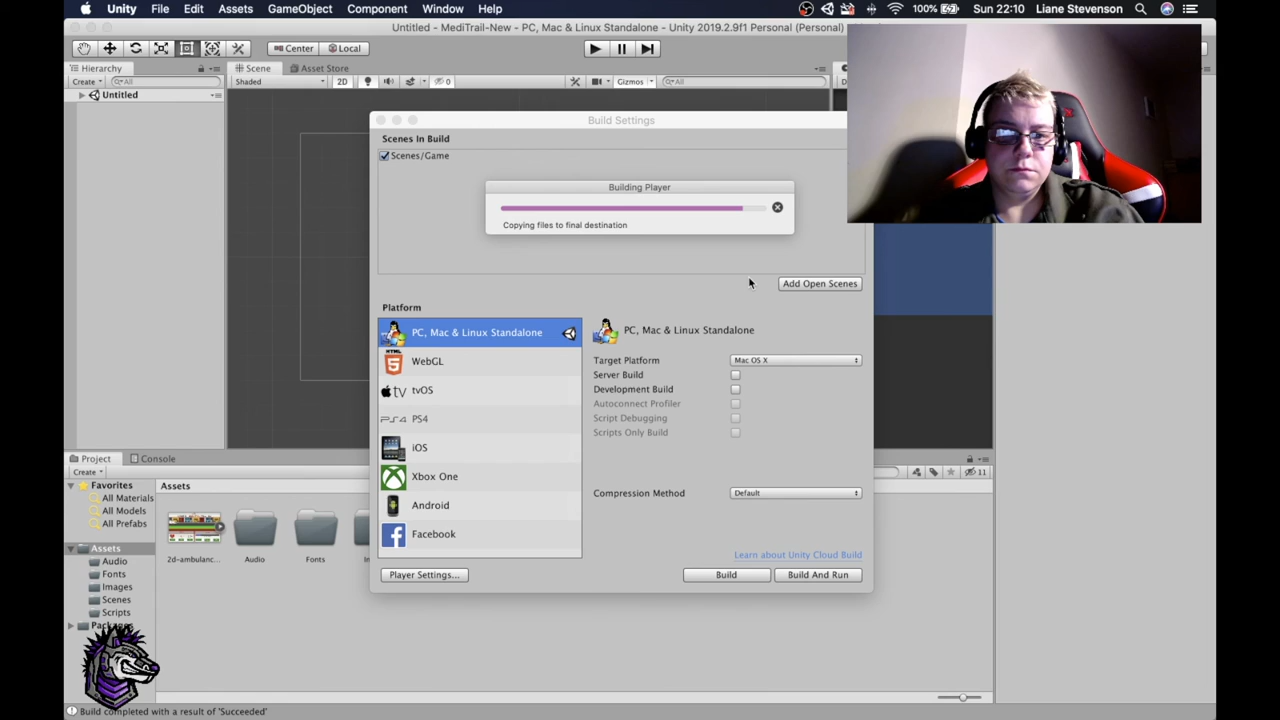 Unity File Edit Assets GameObject Component Window Help 100% Sun 22:10 Liane Stevenson
Untitled - MediTrail-New - PC, Mac & Linux Standalone - Unity 2019.2.9f1 Personal (Personal)
Center Local
Hierarchy Scene Asset Store
Create All Shaded 2D 0 Gizmos All
Untitled
Build Settings
Scenes In Build
Scenes/Game
Building Player
Copying files to final destination
Add Open Scenes
Platform
PC, Mac & Linux Standalone
WebGL
tv tvOS
PS4
iOS
Xbox One
Android
Facebook
PC, Mac & Linux Standalone
Target Platform Mac OS X
Server Build
Development Build
Autoconnect Profiler
Script Debugging
Scripts Only Build
Compression Method Default
Learn about Unity Cloud Build
Player Settings... Build Build And Run
Project Console
Create 11
Favorites
All Materials
All Models
All Prefabs
Assets
Audio
Fonts
Images
Scenes
Scripts
Assets
2d-ambulanc... Audio Fonts
Build completed with a result of 'Succeeded'